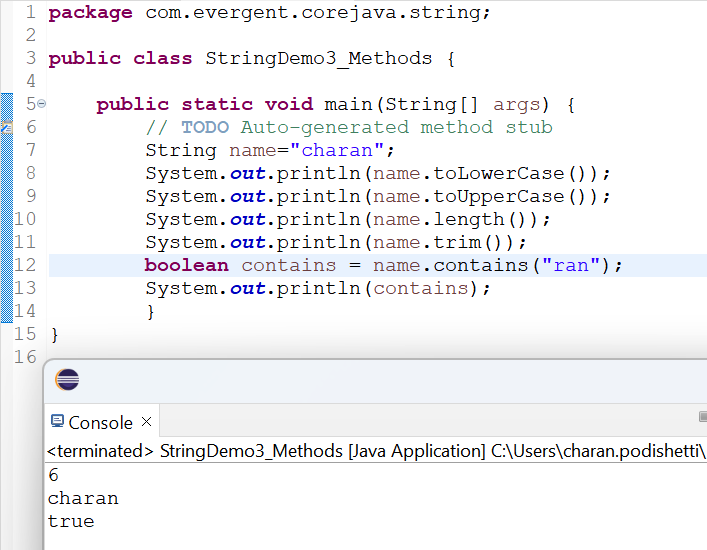 1 package com.evergent.corejava.string;
2
3 public class StringDemo3_Methods {
4
5 public static void main(String[] args) {
6 // TODO Auto-generated method stub
7 String name="charan";
8 System.out.println(name.toLowerCase());
9 System.out.println(name.toUpperCase());
10 System.out.println(name.length());
11 System.out.println(name.trim());
12 boolean contains = name.contains("ran");
13 System.out.println(contains);
14 }
15 }
16
Console
<terminated> StringDemo3_Methods [Java Application] C:\Users\charan.podishetti\
6
charan
true